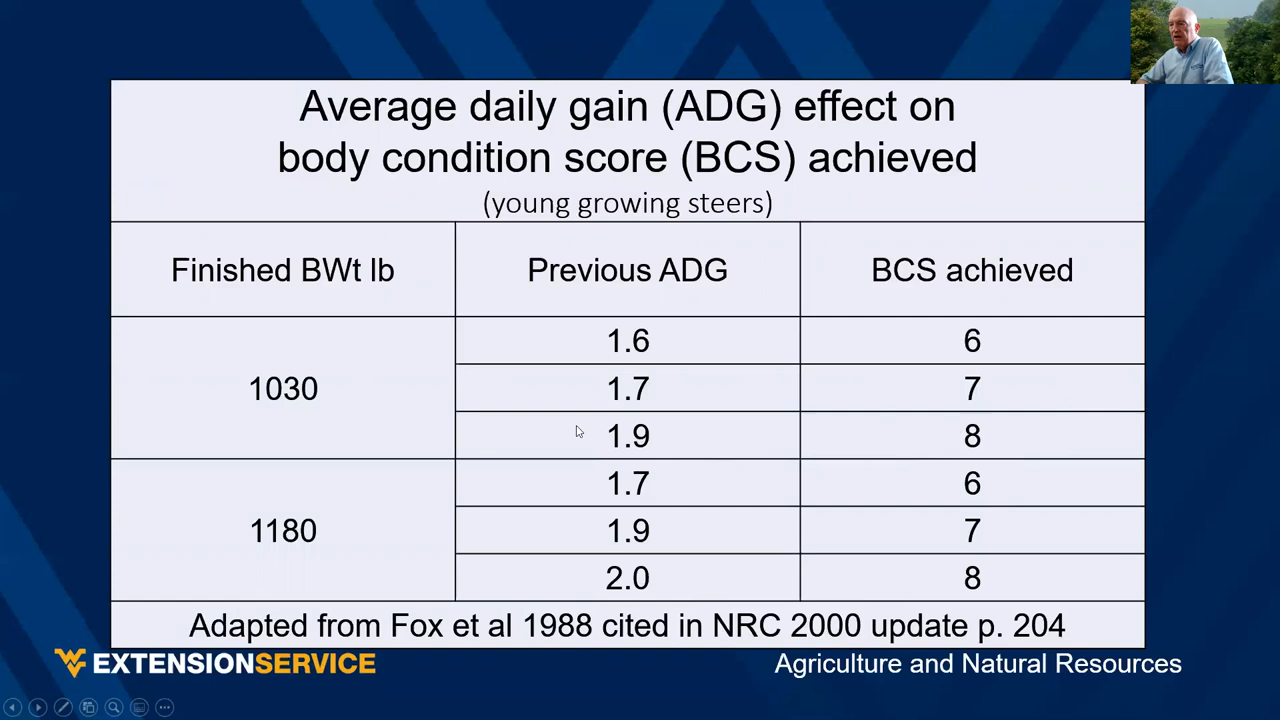 Average daily gain (ADG) effect on
body condition score (BCS) achieved
(young growing steers)
Finished BWt lb Previous ADG BCS achieved
1030
1.6 6
1.7 7
1.9 8
1180
1.7 6
1.9 7
2.0 8
Adapted from Fox et al 1988 cited in NRC 2000 update p. 204
EXTENSIONSERVICE
Agriculture and Natural Resources